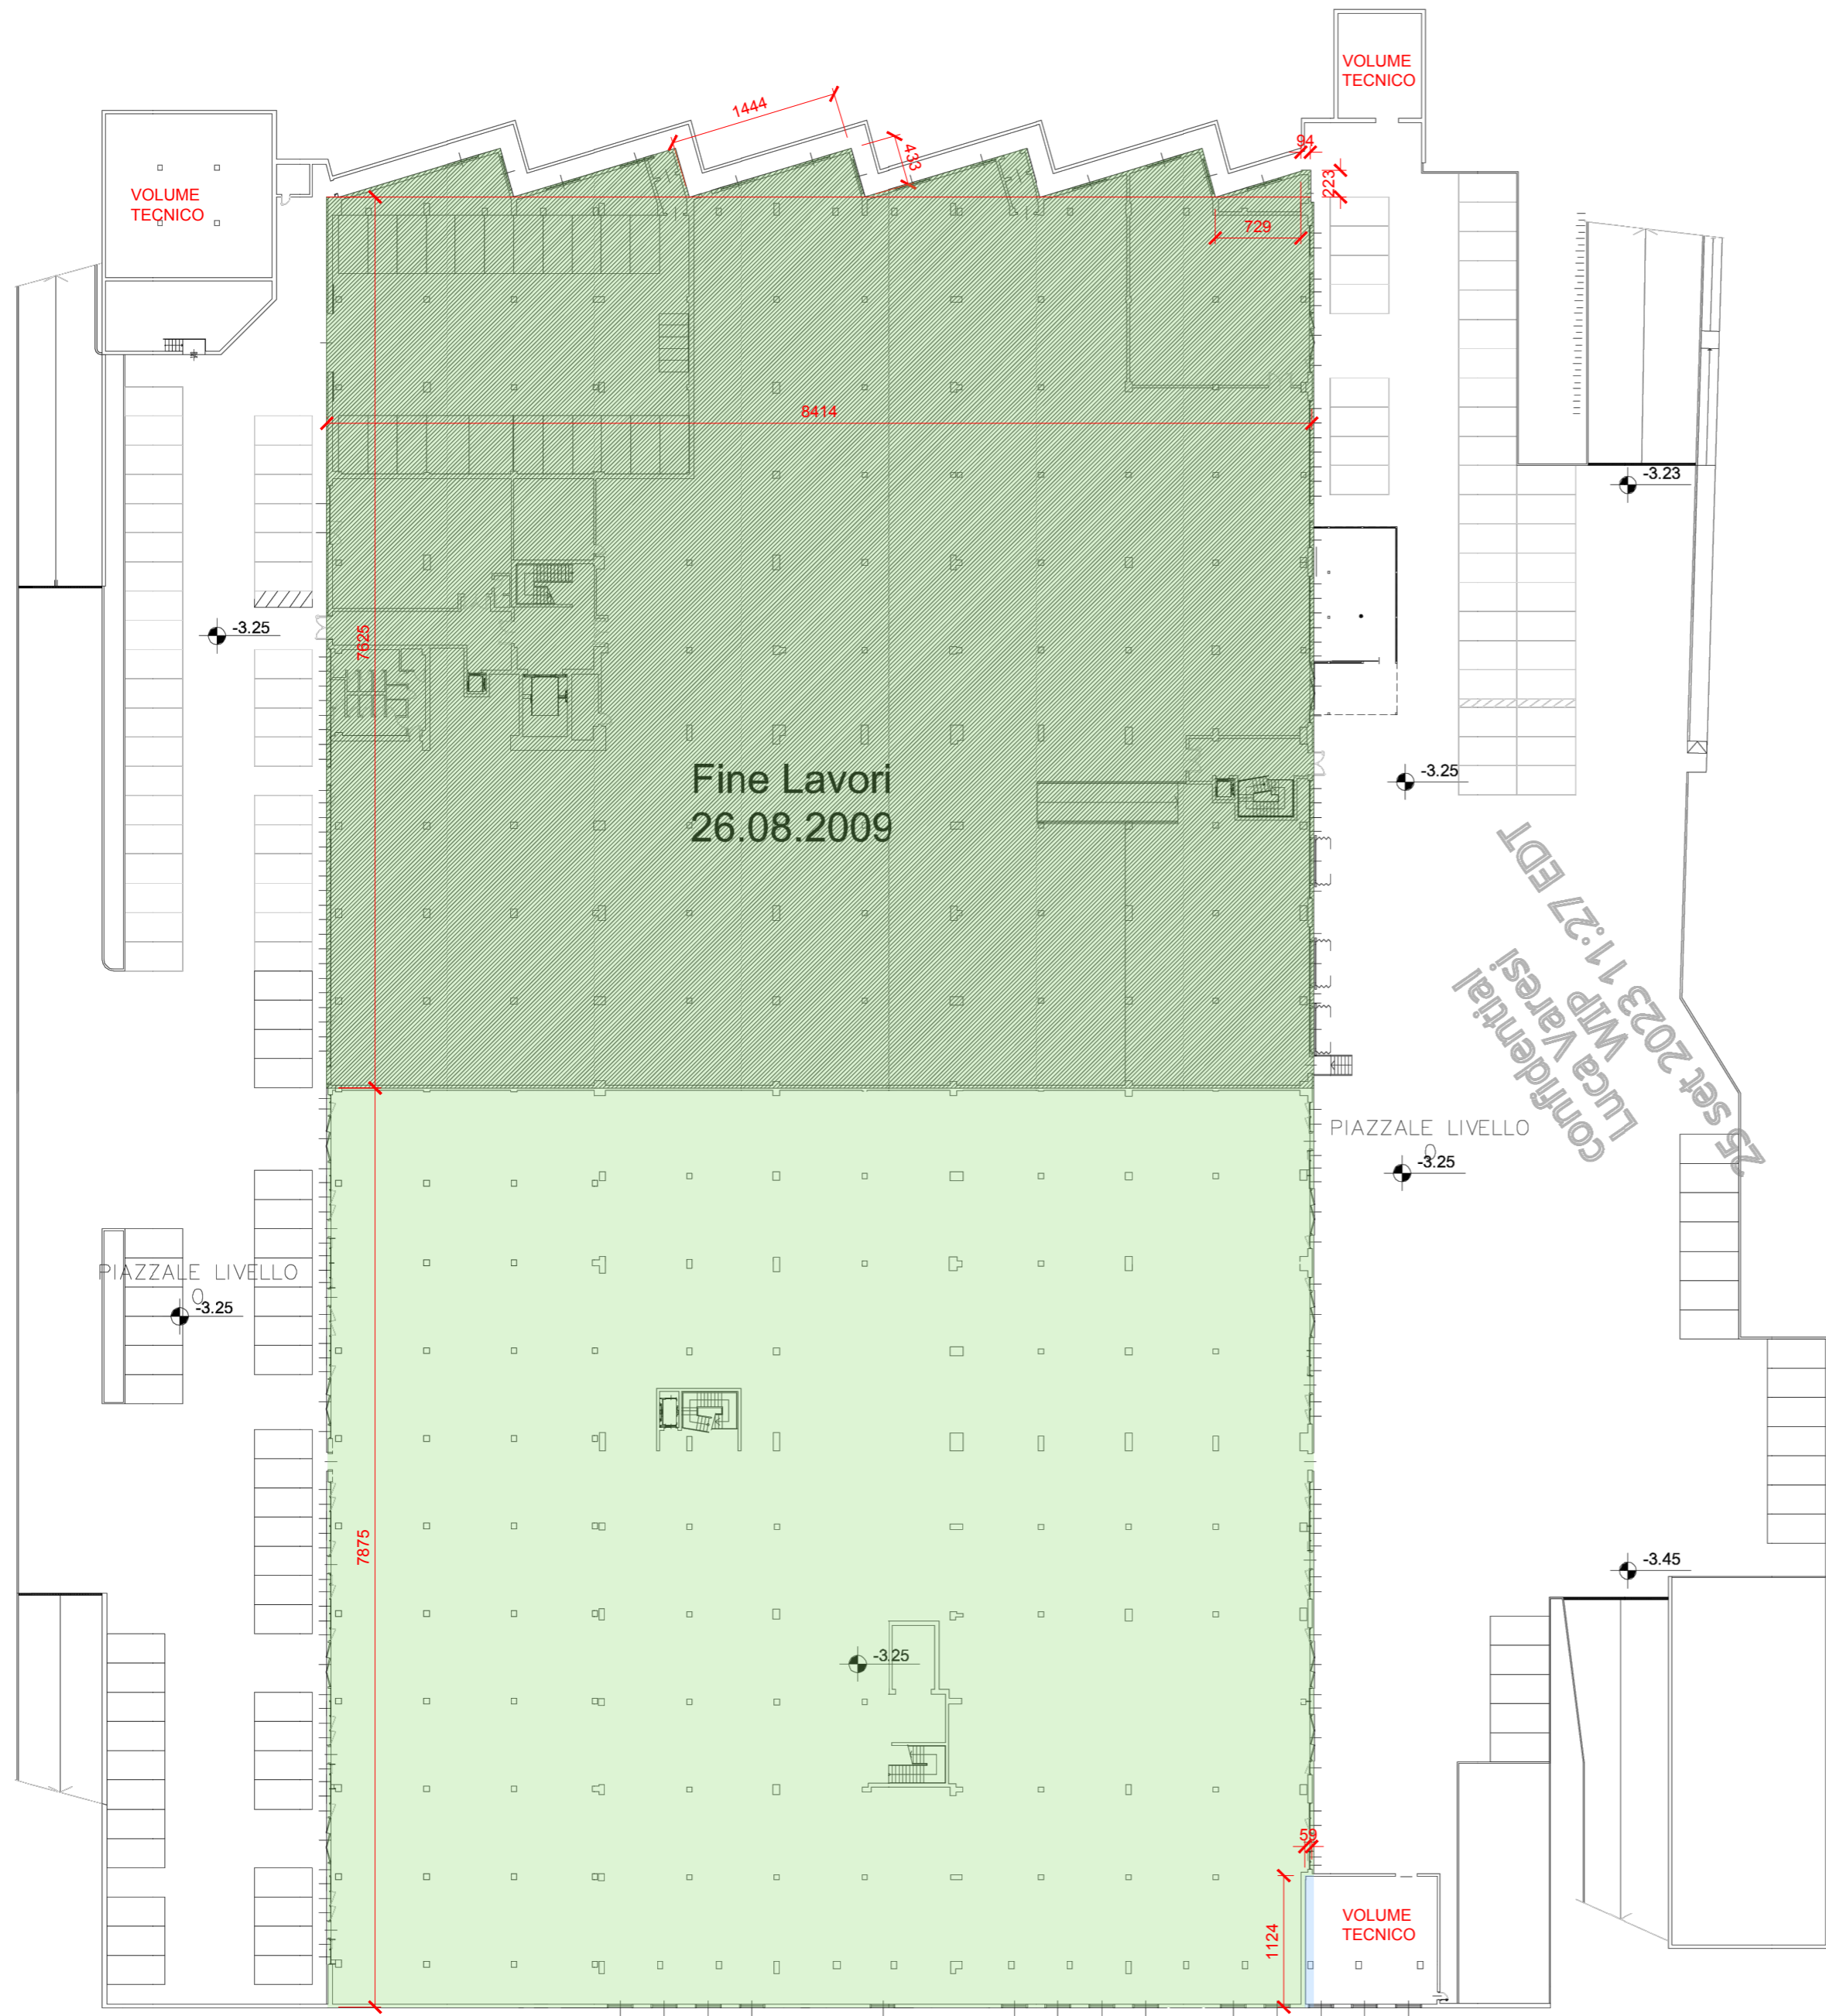 VOLUME
TECNICO
1444
433
94
223
VOLUME
TECNICO
729
8414
-3.23
-3.25
7625
Fine Lavori
26.08.2009
-3.25
25 set 2023 11:27 EDT
Luca WIP
Varesi
Confidential
PIAZZALE LIVELLO
0
-3.25
PIAZZALE LIVELLO
0
-3.25
7875
-3.45
-3.25
59
1124
VOLUME
TECNICO